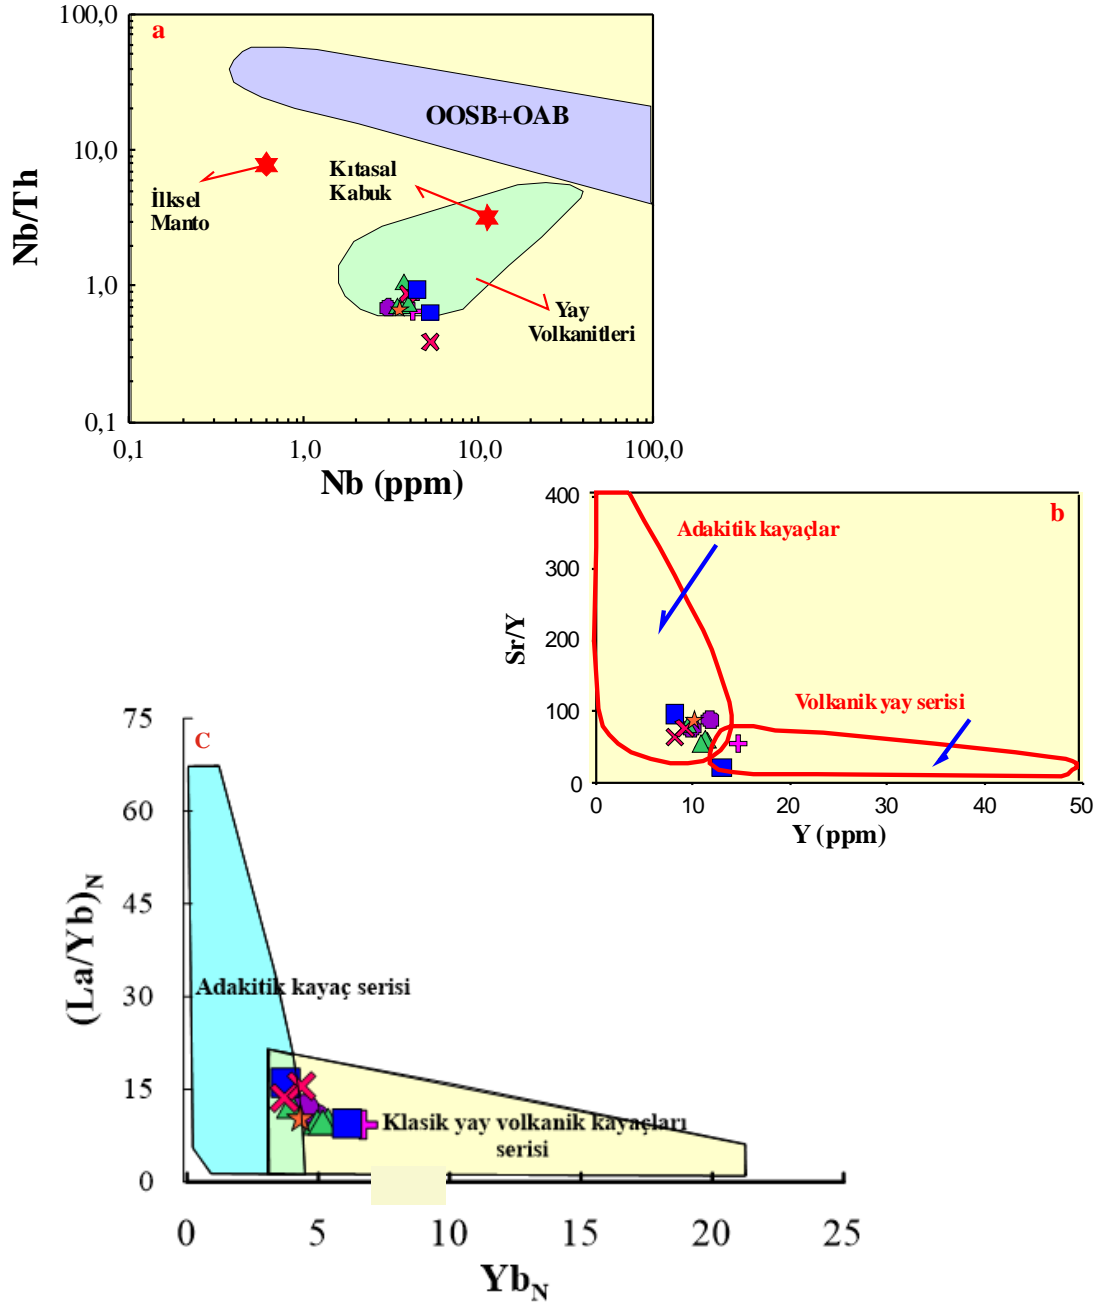 100,0
a
OOSB+OAB
10,0
Kıtasal
Kabuk
İlksel
Manto
Nb/Th
1,0
Yay
Volkanitleri
0,1
0,1
1,0
10,0
100,0
Nb (ppm)
400
b
Adakitik kayaçlar
300
Sr/Y
200
Volkanik yay serisi
100
0
0
10
20
30
40
50
Y (ppm)
75
C
60
(La/Yb)N
45
Adakitik kayaç serisi
30
15
Klasik yay volkanik kayaçları
serisi
0
0
5
10
15
20
25
YbN